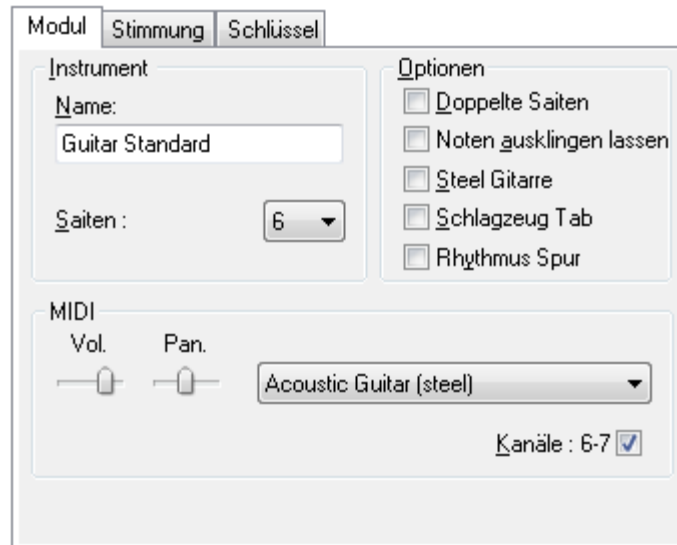 Modul Stimmung Schlüssel
Instrument
Name:
Guitar Standard
Saiten : 6
Optionen
Doppelte Saiten
Noten ausklingen lassen
Steel Gitarre
Schlagzeug Tab
Rhythmus Spur
MIDI
Vol. Pan.
Acoustic Guitar (steel)
Kanäle : 6-7